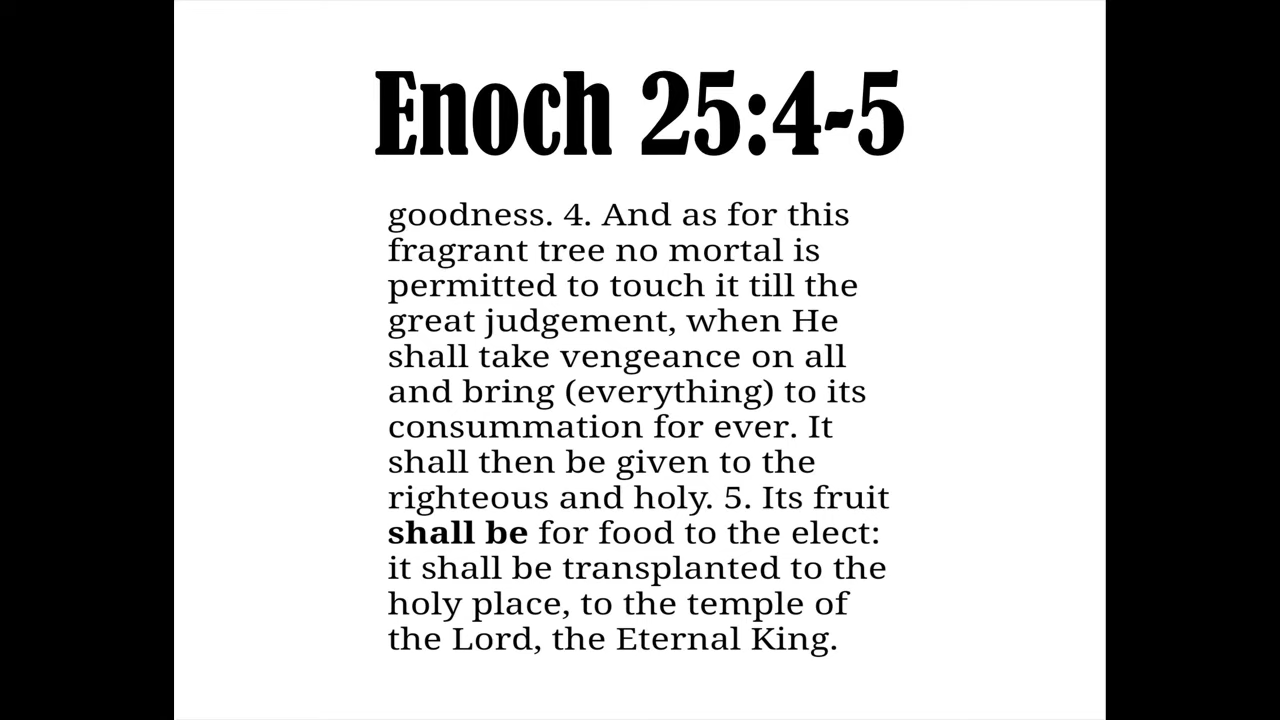 Enoch 25:4-5
goodness. 4. And as for this
fragrant tree no mortal is
permitted to touch it till the
great judgement, when He
shall take vengeance on all
and bring (everything) to its
consummation for ever. It
shall then be given to the
righteous and holy. 5. Its fruit
shall be for food to the elect:
it shall be transplanted to the
holy place, to the temple of
the Lord, the Eternal King.